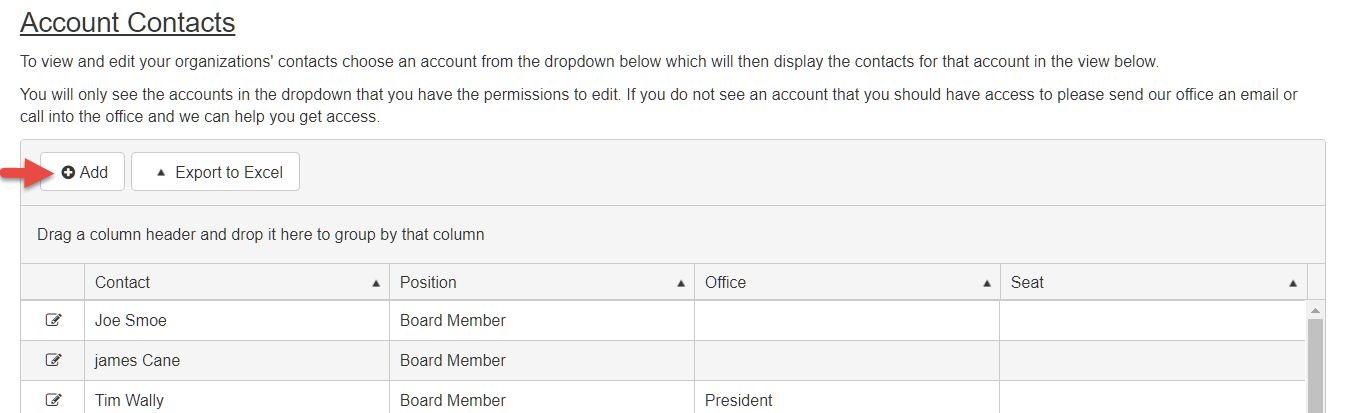 Account Contacts
To view and edit your organizations' contacts choose an account from the dropdown below which will then display the contacts for that account in the view below.
You will only see the accounts in the dropdown that you have the permissions to edit. If you do not see an account that you should have access to please send our office an email or
call into the office and we can help you get access.
Add Export to Excel
Drag a column header and drop it here to group by that column
Contact Position Office Seat
Joe Smoe Board Member
james Cane Board Member
Tim Wally Board Member President